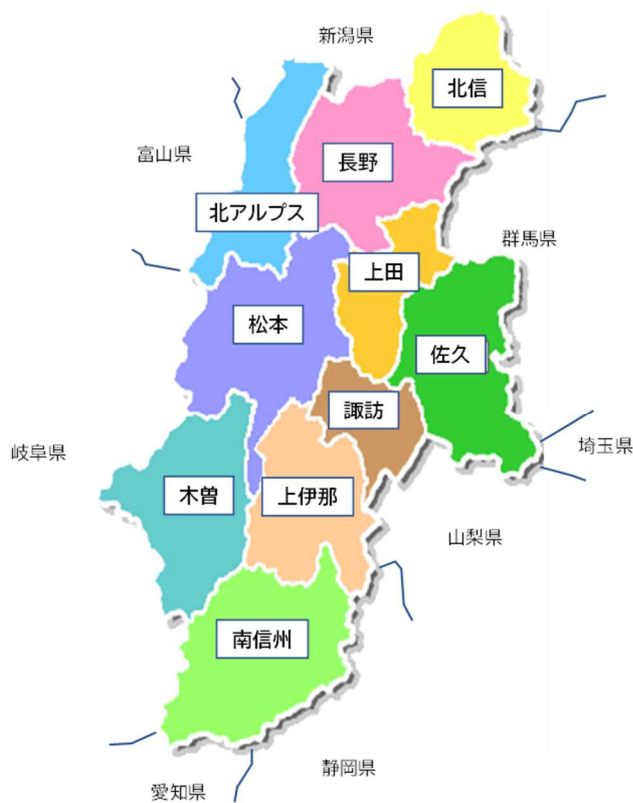 新潟県
北信
富山県
長野
北アルプス
群馬県
上田
松本
佐久
諏訪
岐阜県
埼玉県
木曽
上伊那
山梨県
南信州
静岡県
愛知県